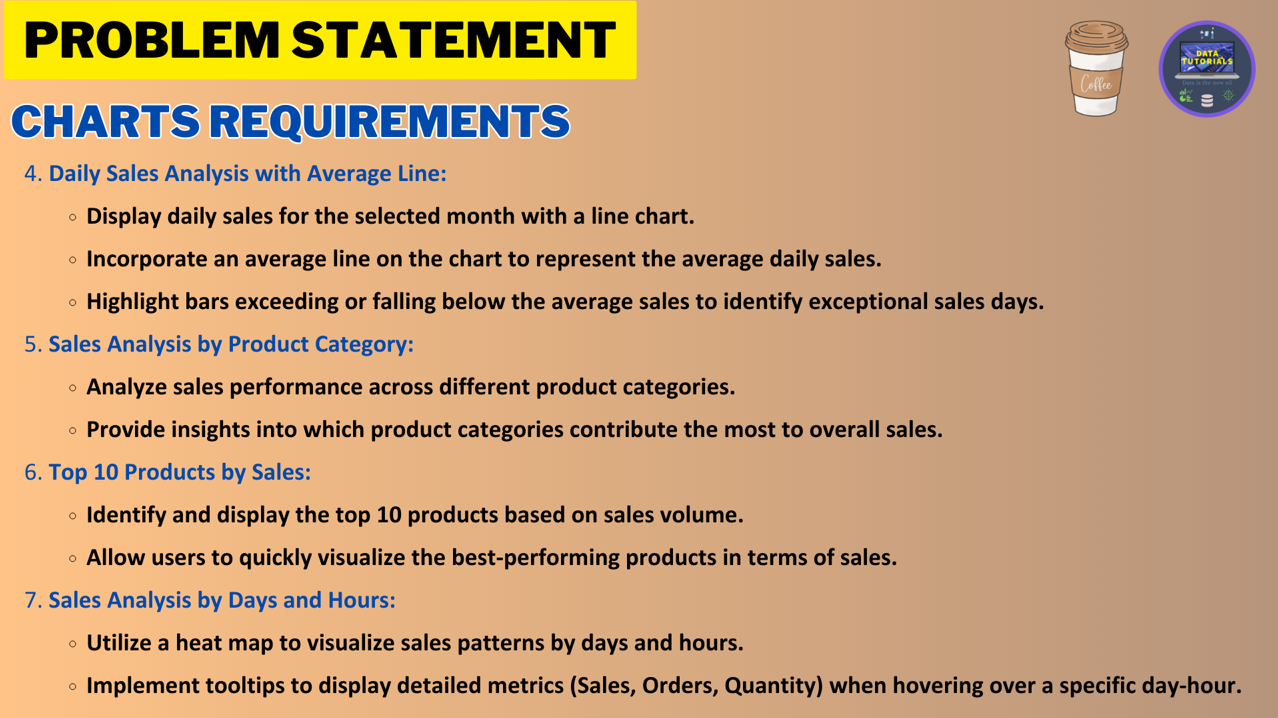 PROBLEM STATEMENT
Coffee
DATA
TUTORIALS
Data is the new oil
CHARTS REQUIREMENTS
4. Daily Sales Analysis with Average Line:
◦ Display daily sales for the selected month with a line chart.
◦ Incorporate an average line on the chart to represent the average daily sales.
◦ Highlight bars exceeding or falling below the average sales to identify exceptional sales days.
5. Sales Analysis by Product Category:
◦ Analyze sales performance across different product categories.
◦ Provide insights into which product categories contribute the most to overall sales.
6. Top 10 Products by Sales:
◦ Identify and display the top 10 products based on sales volume.
◦ Allow users to quickly visualize the best-performing products in terms of sales.
7. Sales Analysis by Days and Hours:
◦ Utilize a heat map to visualize sales patterns by days and hours.
◦ Implement tooltips to display detailed metrics (Sales, Orders, Quantity) when hovering over a specific day-hour.